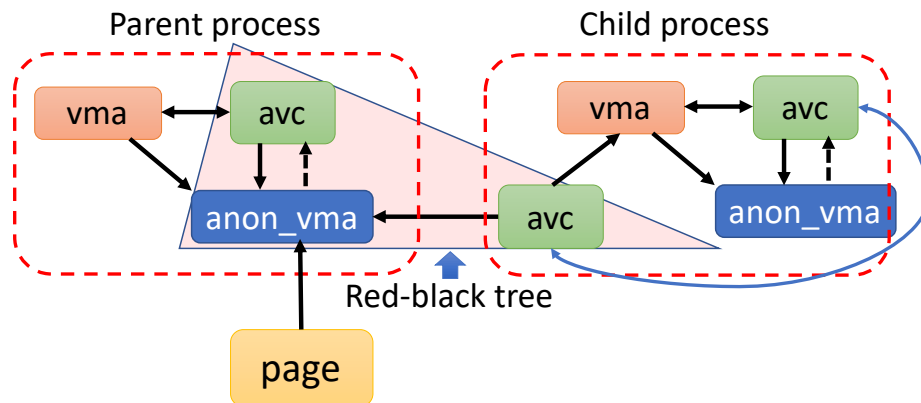 Parent process
Child process
vma
avc
vma
avc
anon_vma
avc
anon_vma
Red-black tree
page